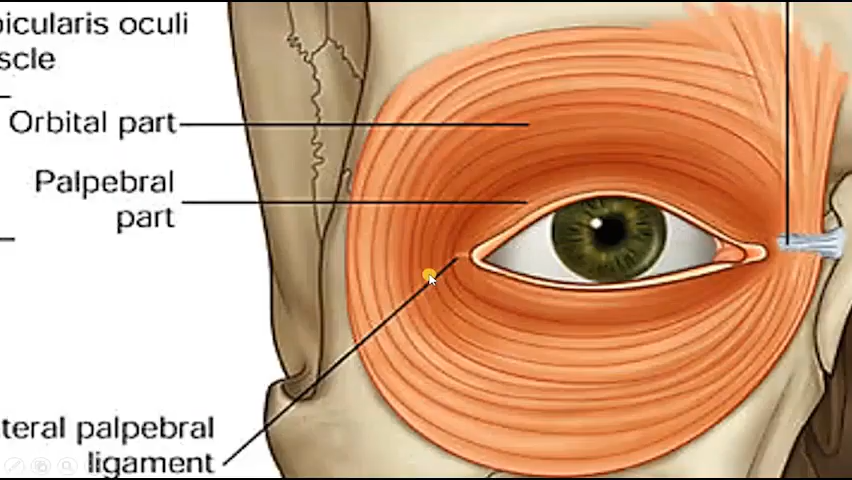 bicularis oculi
scle
Orbital part
Palpebral
part
teral palpebral
ligament